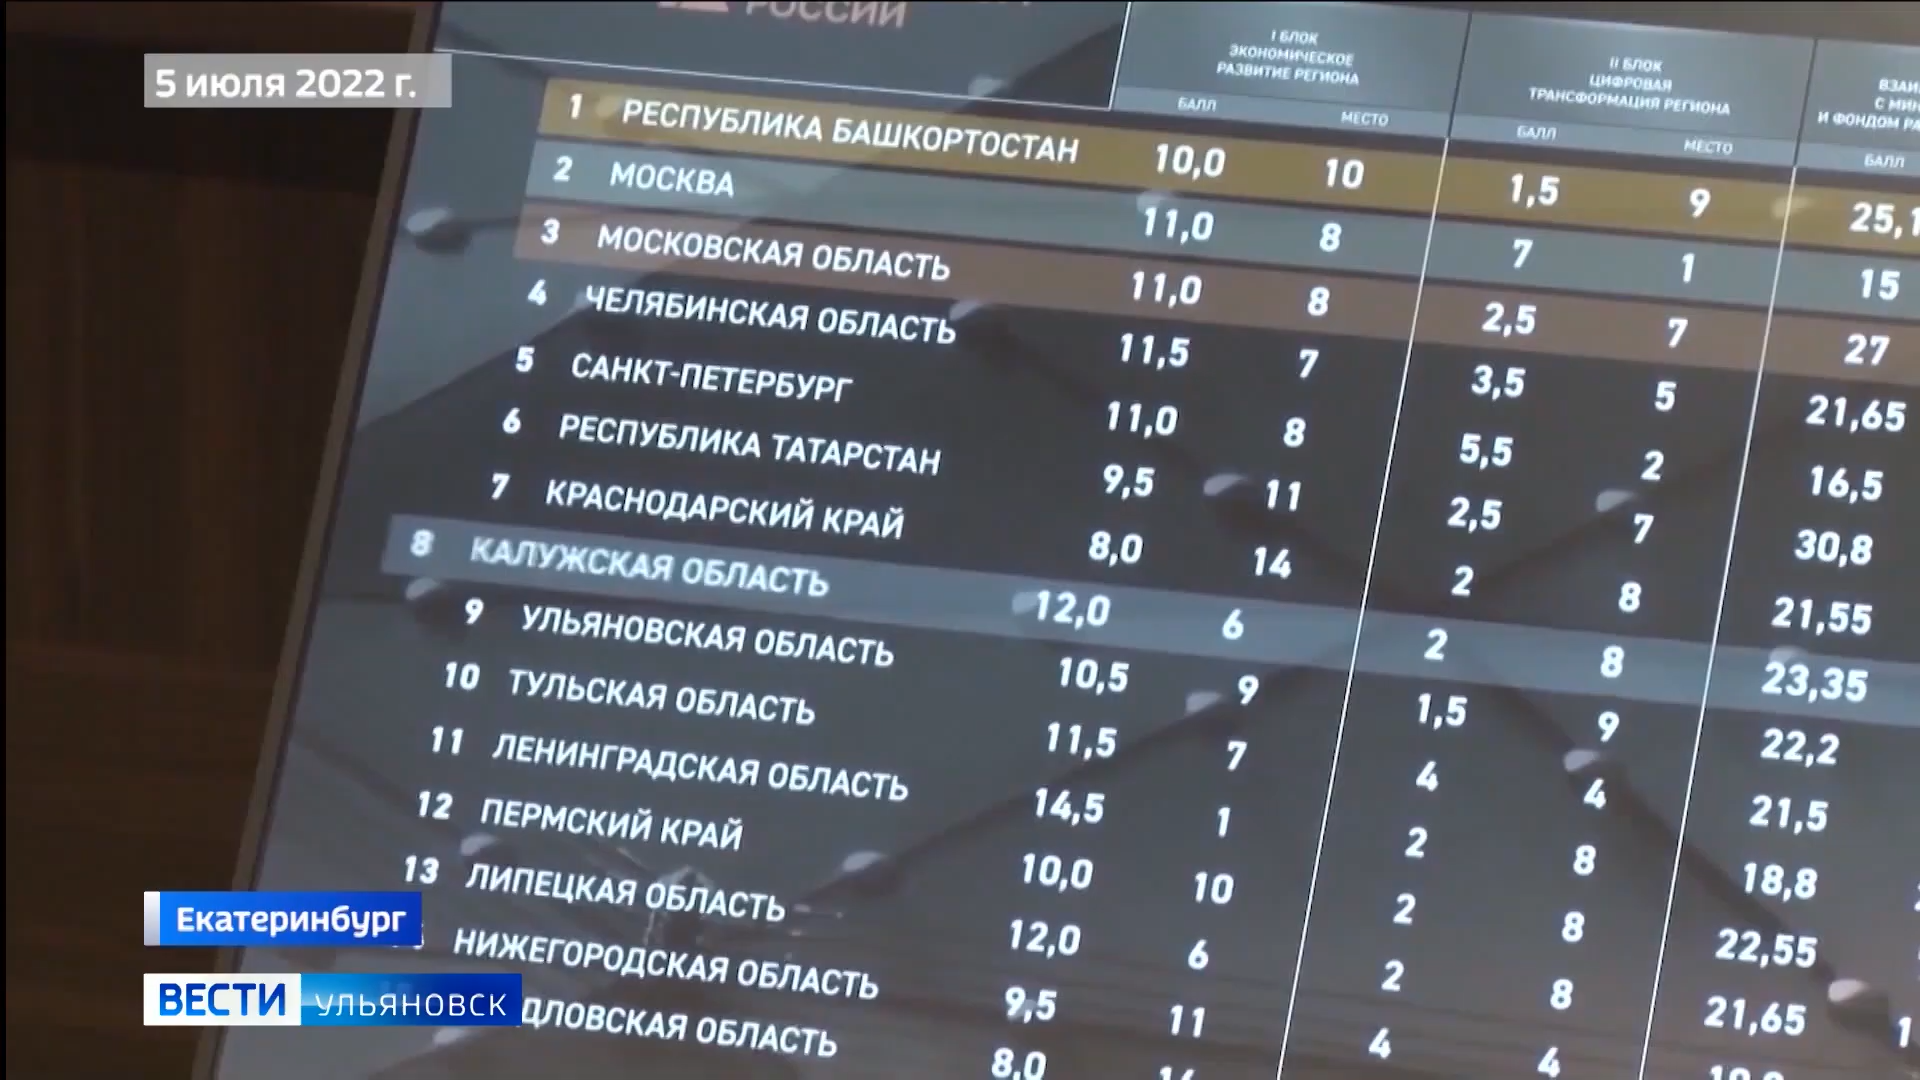 РОССИИ
5 июля 2022 г.
I БЛОК
ЭКОНОМИЧЕСКОЕ
РАЗВИТИЕ РЕГИОНА
БАЛЛ МЕСТО
II БЛОК
ЦИФРОВАЯ
ТРАНСФОРМАЦИЯ РЕГИОНА
БАЛЛ МЕСТО
ВЗАИ
С МИН
И ФОНДОМ РА
БАЛЛ
1 РЕСПУБЛИКА БАШКОРТОСТАН 10,0 10 1,5 9 25,1
2 МОСКВА 11,0 8 7 1 15
3 МОСКОВСКАЯ ОБЛАСТЬ 11,0 8 2,5 7 27
4 ЧЕЛЯБИНСКАЯ ОБЛАСТЬ 11,5 7 3,5 5 21,65
5 САНКТ-ПЕТЕРБУРГ 11,0 8 5,5 2 16,5
6 РЕСПУБЛИКА ТАТАРСТАН 9,5 11 2,5 7 30,8
7 КРАСНОДАРСКИЙ КРАЙ 8,0 14 2 8 21,55
8 КАЛУЖСКАЯ ОБЛАСТЬ 12,0 6 2 8 23,35
9 УЛЬЯНОВСКАЯ ОБЛАСТЬ 10,5 9 1,5 9 22,2
10 ТУЛЬСКАЯ ОБЛАСТЬ 11,5 7 4 4 21,5
11 ЛЕНИНГРАДСКАЯ ОБЛАСТЬ 14,5 1 2 8 18,8
12 ПЕРМСКИЙ КРАЙ 10,0 10 2 8 22,55
13 ЛИПЕЦКАЯ ОБЛАСТЬ 12,0 6 2 8 21,65
НИЖЕГОРОДСКАЯ ОБЛАСТЬ 9,5 11 4 4
ДЛОВСКАЯ ОБЛАСТЬ 8,0
Екатеринбург
ВЕСТИ УЛЬЯНОВСК